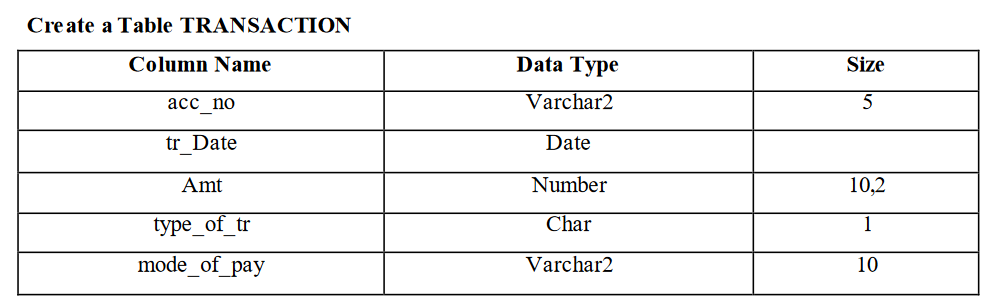 Create a Table TRANSACTION
Column Name Data Type Size
acc_no Varchar2 5
tr_Date Date
Amt Number 10,2
type_of_tr Char 1
mode_of_pay Varchar2 10